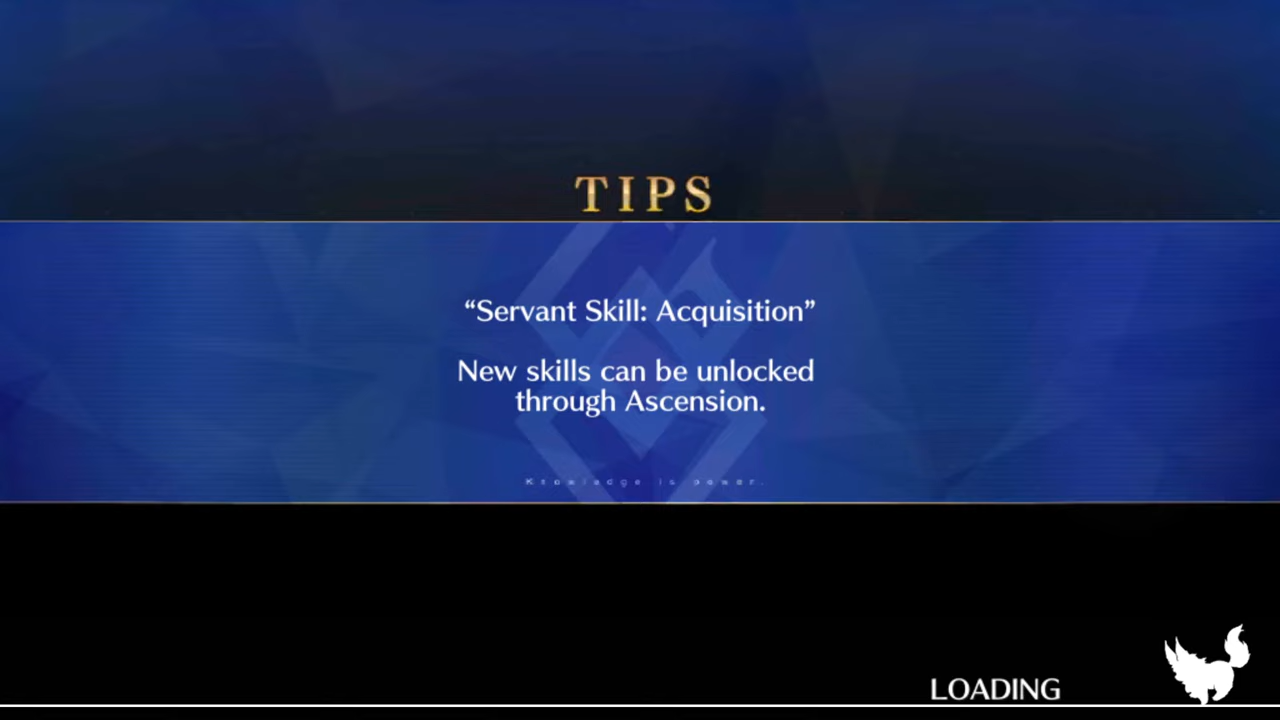 TIPS
“Servant Skill: Acquisition”
New skills can be unlocked
through Ascension.
Knowledge is power.
LOADING